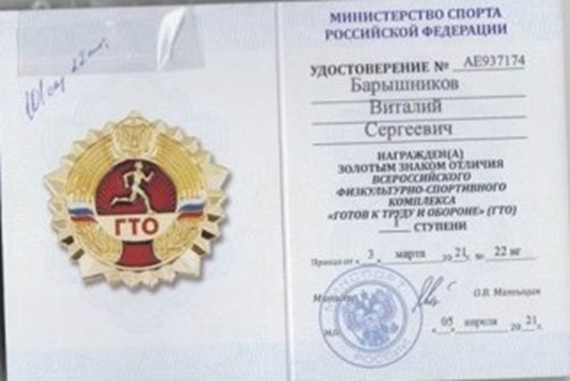 ГТО
МИНИСТЕРСТВО СПОРТА
РОССИЙСКОЙ ФЕДЕРАЦИИ
УДОСТОВЕРЕНИЕ № АЕ937174
Барышников
Виталий
Сергеевич
НАГРАЖДЕН(А)
ЗОЛОТЫМ ЗНАКОМ ОТЛИЧИЯ
ВСЕРОССИЙСКОГО
ФИЗКУЛЬТУРНО-СПОРТИВНОГО
КОМПЛЕКСА
«ГОТОВ К ТРУДУ И ОБОРОНЕ» (ГТО)
I СТУПЕНИ
Приказ от « 3 » марта 20 21 г. № 22 нг
Министр О.В. Матыцин
М.П. « 05 » апреля 20 21 г.
МИНСПОРТ
РОССИИ